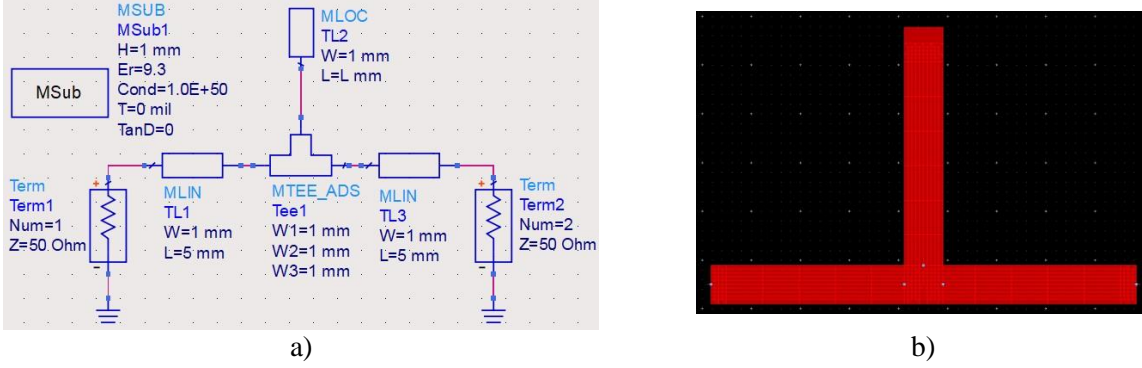 MSUB
MSub1
H=1 mm
Er=9.3
Cond=1.0E+50
T=0 mil
TanD=0
MSub
MLOC
TL2
W=1 mm
L=L mm
Term
Term1
Num=1
Z=50 Ohm
MLIN
TL1
W=1 mm
L=5 mm
MTEE_ADS
Tee1
W1=1 mm
W2=1 mm
W3=1 mm
MLIN
TL3
W=1 mm
L=5 mm
Term
Term2
Num=2
Z=50 Ohm
a)
b)